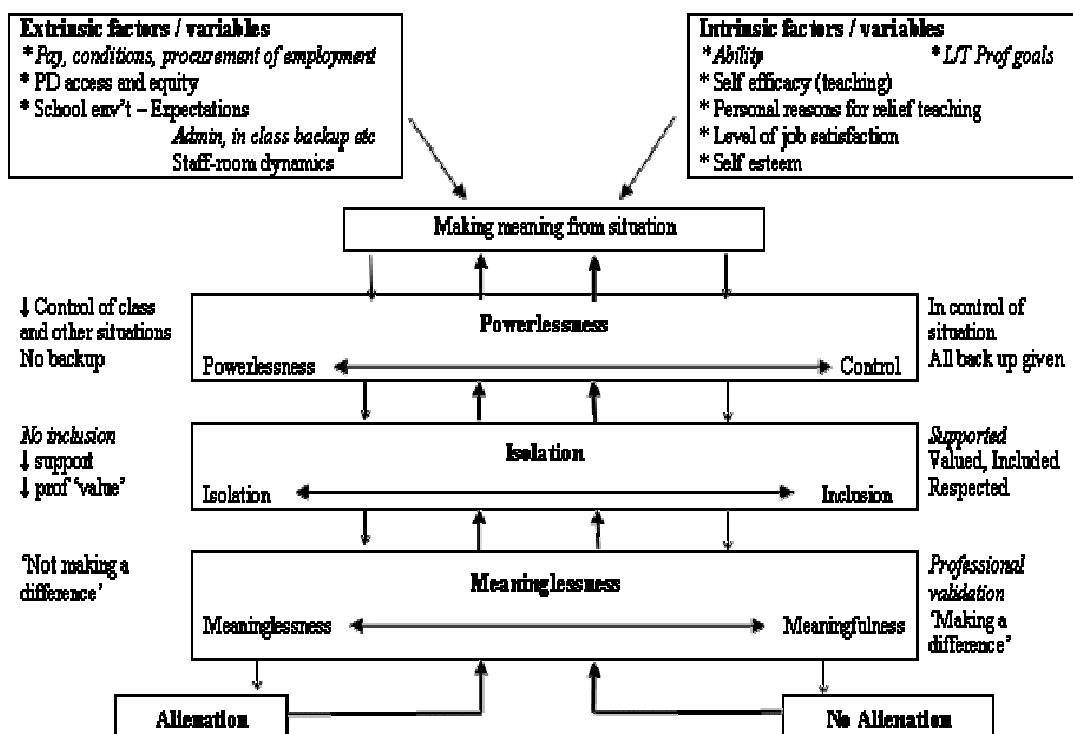 Extrinsic factors / variables
* Pay, conditions, procurement of employment
* PD access and equity
* School env’t – Expectations
Admin, in class backup etc
Staff-room dynamics
Intrinsic factors / variables
* Ability * L/T Prof goals
* Self efficacy (teaching)
* Personal reasons for relief teaching
* Level of job satisfaction
* Self esteem
Making meaning from situation
↓ Control of class
and other situations
No backup
Powerlessness
Powerlessness Control
In control of
situation
All back up given
No inclusion
↓ support
↓ prof ‘value’
Isolation
Isolation Inclusion
Supported
Valued, Included
Respected
‘Not making a
difference’
Meaninglessness
Meaninglessness Meaningfulness
Professional
validation
‘Making a
difference’
Alienation
No Alienation